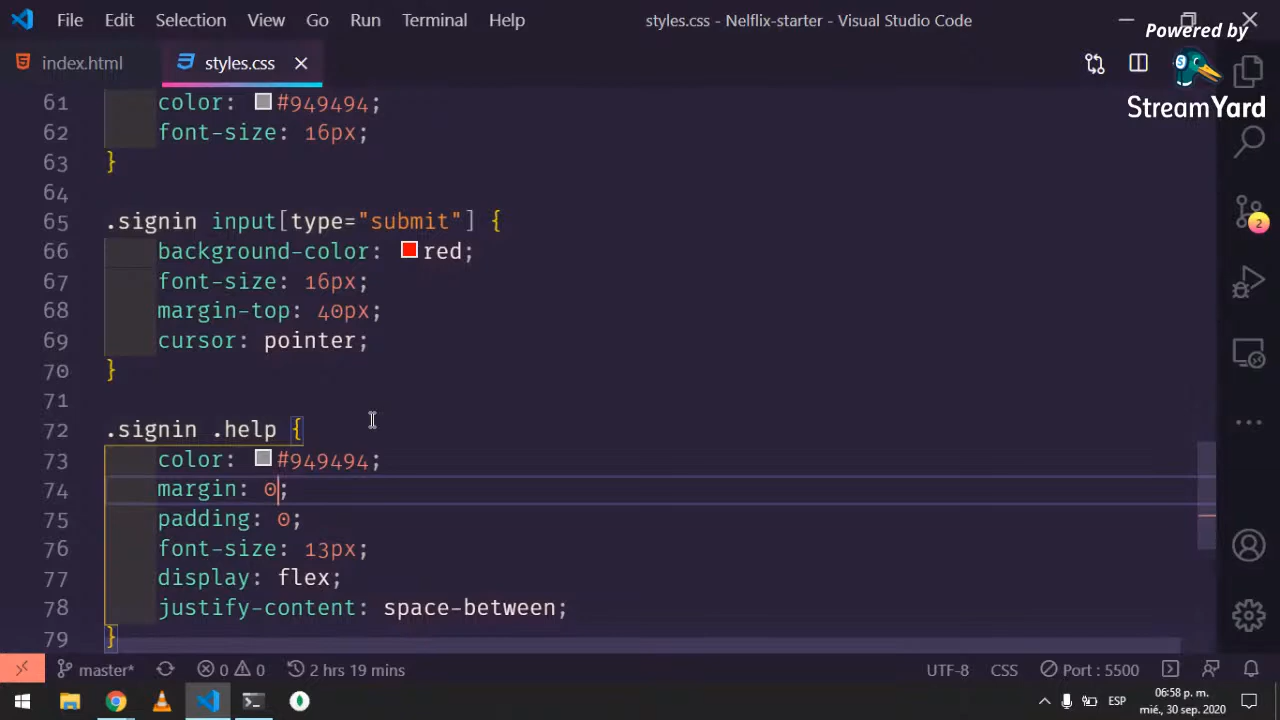 File Edit Selection View Go Run Terminal Help styles.css - Nelflix-starter - Visual Studio Code
Powered by
StreamYard
index.html styles.css
61 color: #949494;
62 font-size: 16px;
63 }
64
65 .signin input[type="submit"] {
66 background-color: red;
67 font-size: 16px;
68 margin-top: 40px;
69 cursor: pointer;
70 }
71
72 .signin .help {
73 color: #949494;
74 margin: 0;
75 padding: 0;
76 font-size: 13px;
77 display: flex;
78 justify-content: space-between;
79 }
2
master* 0 0 2 hrs 19 mins UTF-8 CSS Port : 5500
ESP 06:58 p. m.
mié., 30 sep. 2020